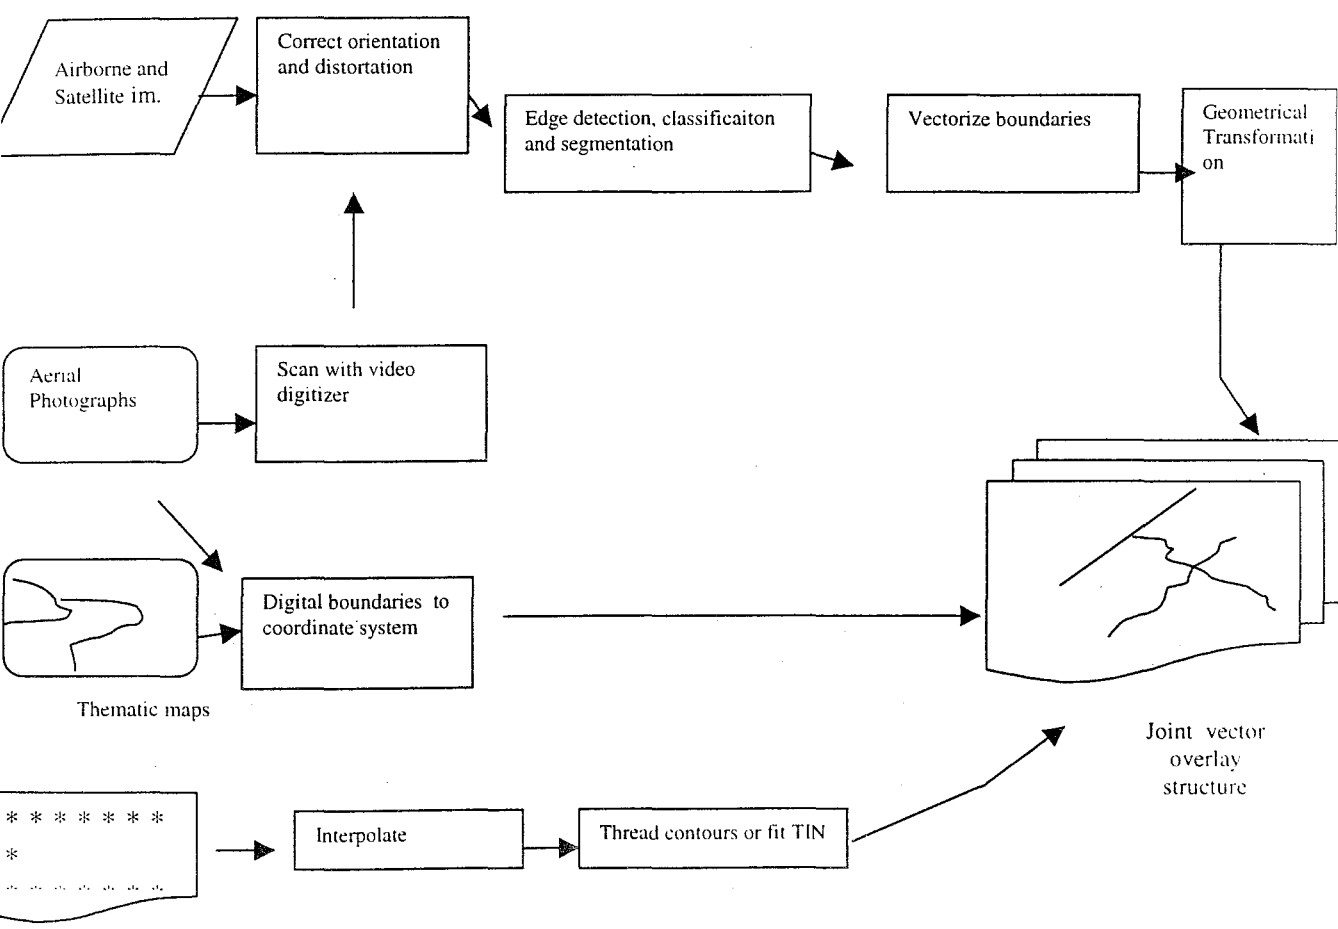 Airborne and
Satellite im.
Correct orientation
and distortation
Edge detection, classificaiton
and segmentation
Vectorize boundaries
Geometrical
Transformati
on
Aerial
Photographs
Scan with video
digitizer
Digital boundaries to
coordinate system
Thematic maps
Joint vector
overlay
structure
* * * * * * *
*
* * * * * * *
Interpolate
Thread contours or fit TIN